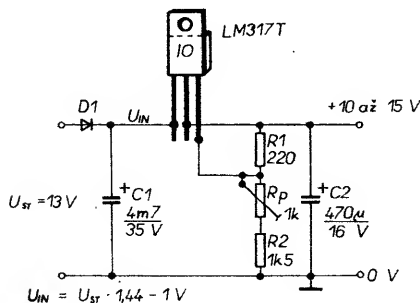 LM317T
IO
D1
U_IN
+10 až 15 V
R1
220
+C1
4m7
35 V
U_ST = 13 V
Rp
1k
+C2
470µ
16 V
R2
1k5
0 V
U_IN = U_ST · 1,44 - 1 V